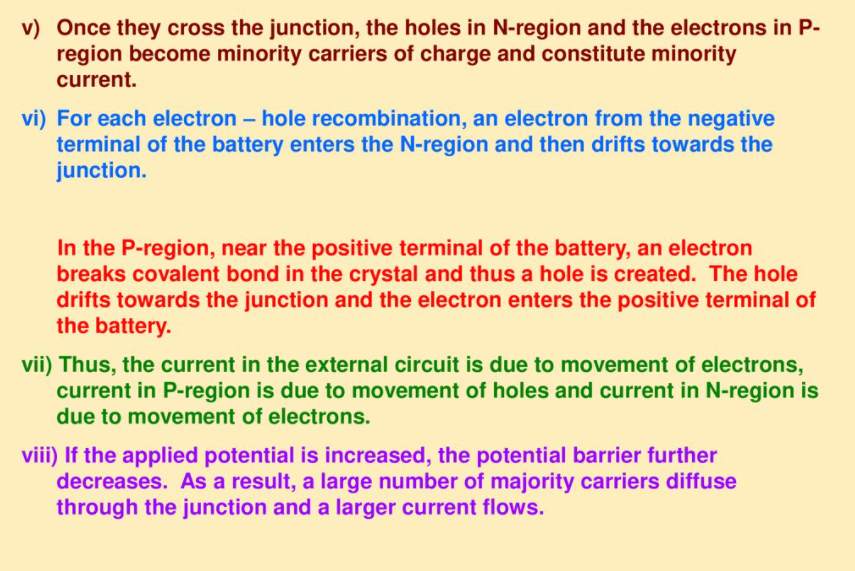 v) Once they cross the junction, the holes in N-region and the electrons in P-
region become minority carriers of charge and constitute minority
current.
vi) For each electron – hole recombination, an electron from the negative
terminal of the battery enters the N-region and then drifts towards the
junction.
In the P-region, near the positive terminal of the battery, an electron
breaks covalent bond in the crystal and thus a hole is created. The hole
drifts towards the junction and the electron enters the positive terminal of
the battery.
vii) Thus, the current in the external circuit is due to movement of electrons,
current in P-region is due to movement of holes and current in N-region is
due to movement of electrons.
viii) If the applied potential is increased, the potential barrier further
decreases. As a result, a large number of majority carriers diffuse
through the junction and a larger current flows.